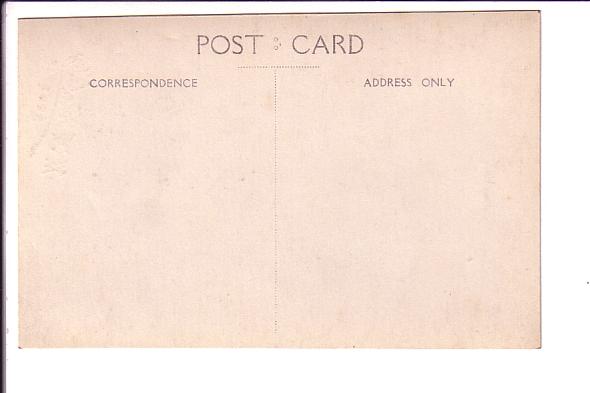 POST : CARD
CORRESPONDENCE
ADDRESS ONLY